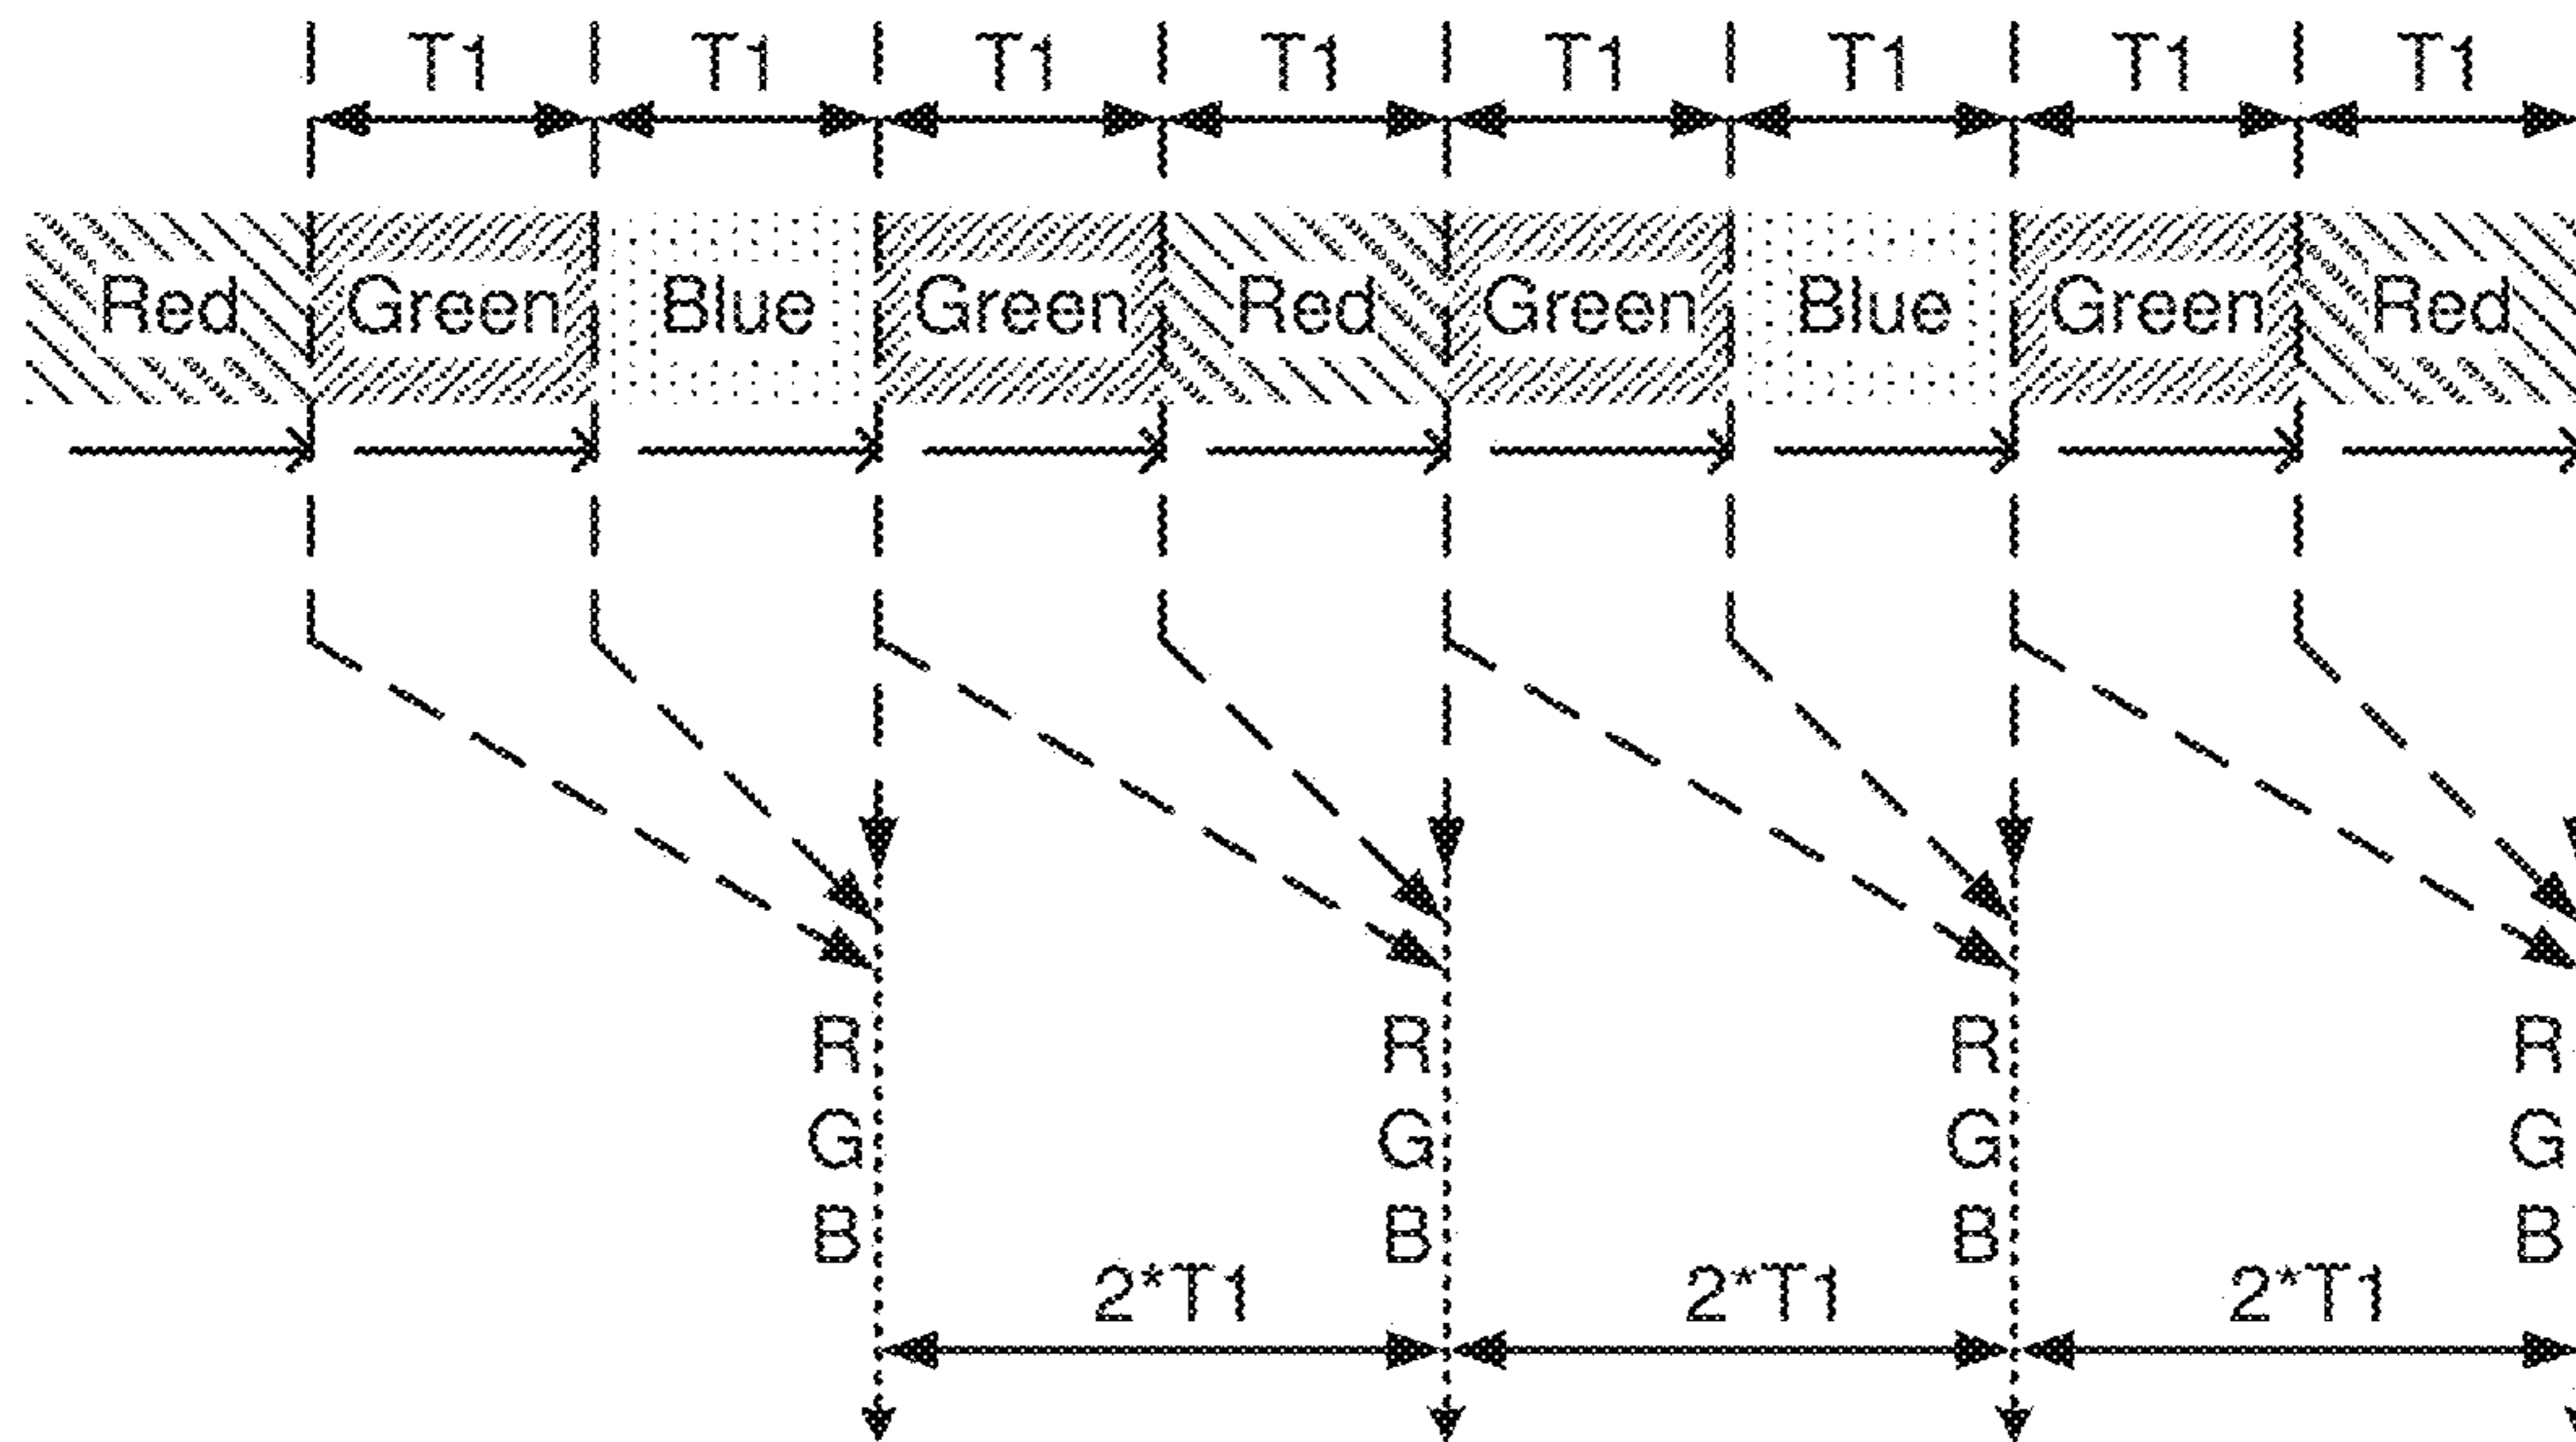 T1 T1 T1 T1 T1 T1 T1 T1
Red Green Blue Green Red Green Blue Green Red
R R R R
G G G G
B B B B
2*T1 2*T1 2*T1